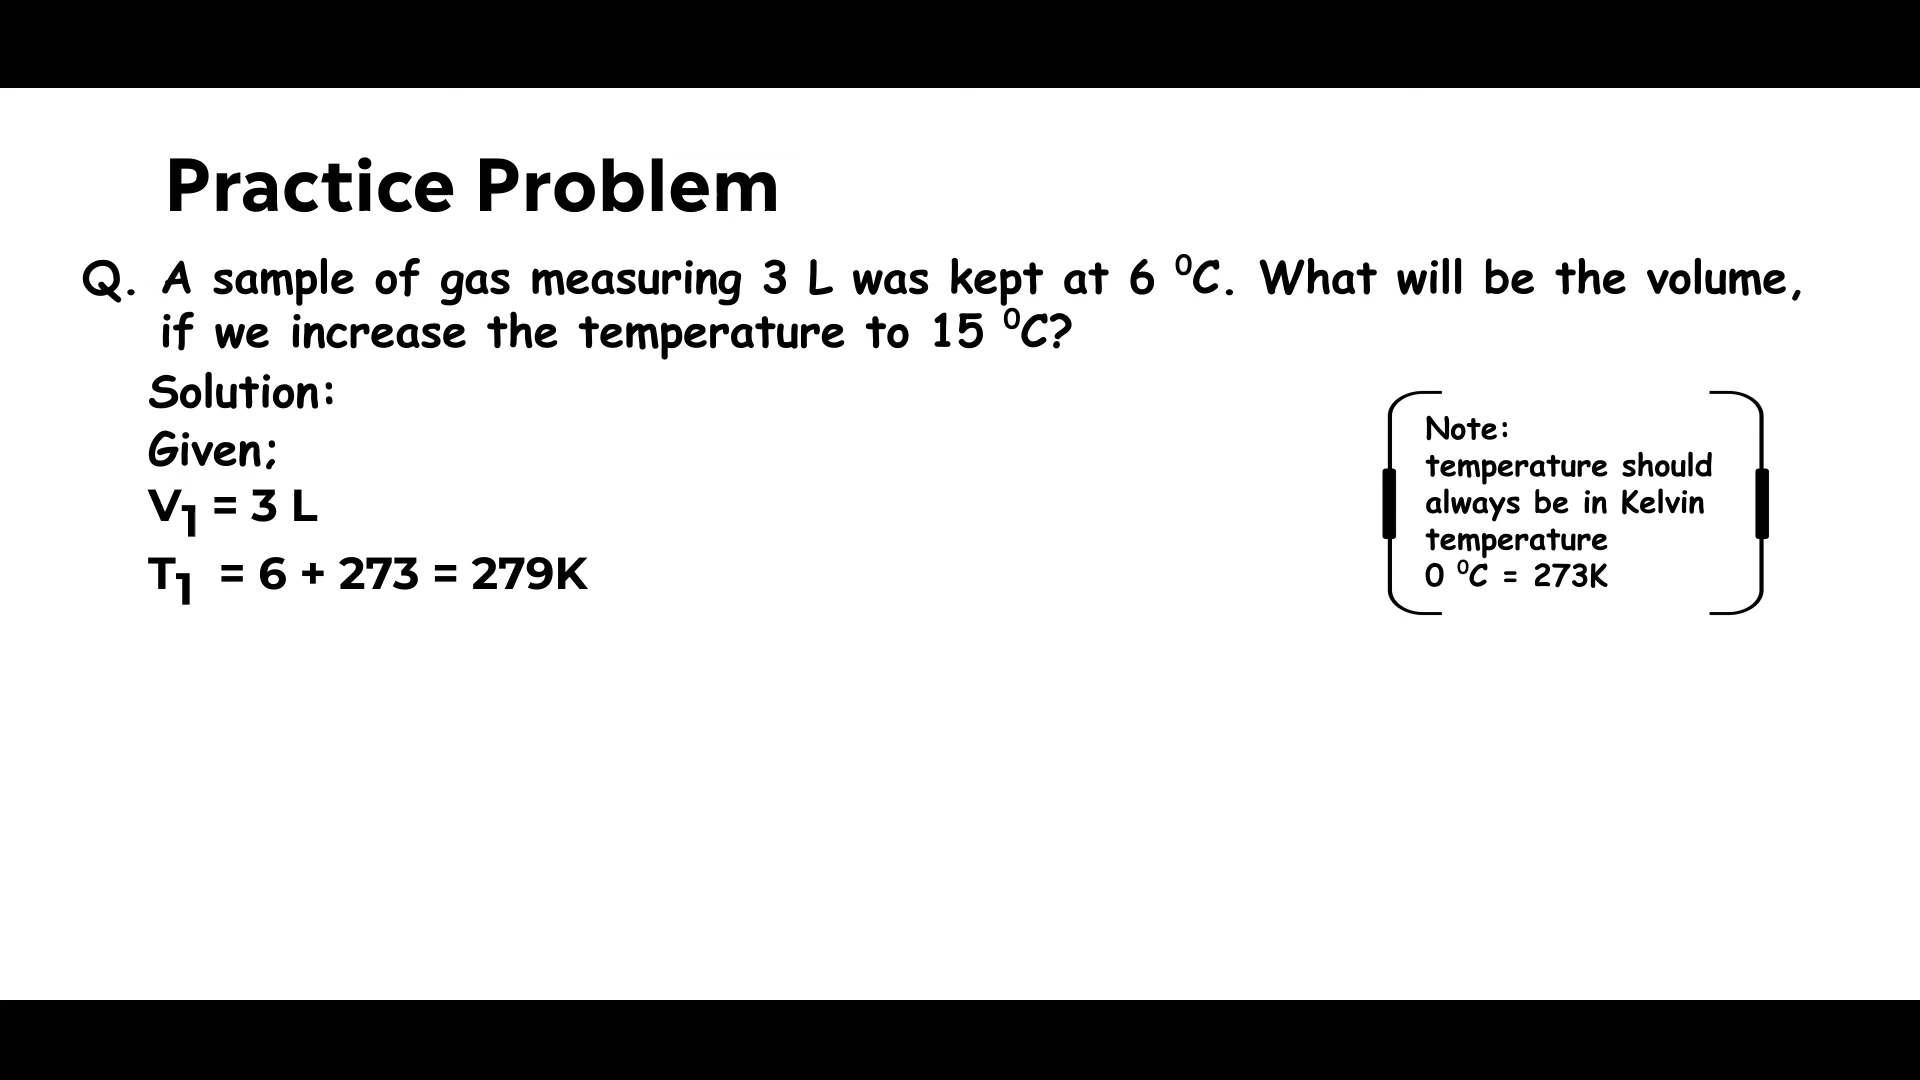 Practice Problem
Q. A sample of gas measuring 3 L was kept at 6 ⁰C. What will be the volume,
if we increase the temperature to 15 ⁰C?
Solution:
Given;
V₁ = 3 L
T₁ = 6 + 273 = 279K
Note:
temperature should
always be in Kelvin
temperature
0 ⁰C = 273K